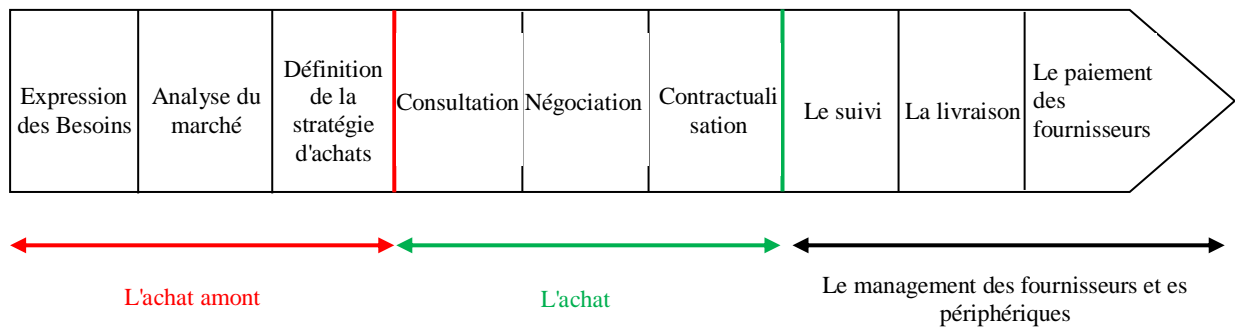 Expression
des Besoins
Analyse du
marché
Définition
de la
stratégie
d'achats
Consultation
Négociation
Contractuali
sation
Le suivi
La livraison
Le paiement
des
fournisseurs
L'achat amont
L'achat
Le management des fournisseurs et es
périphériques